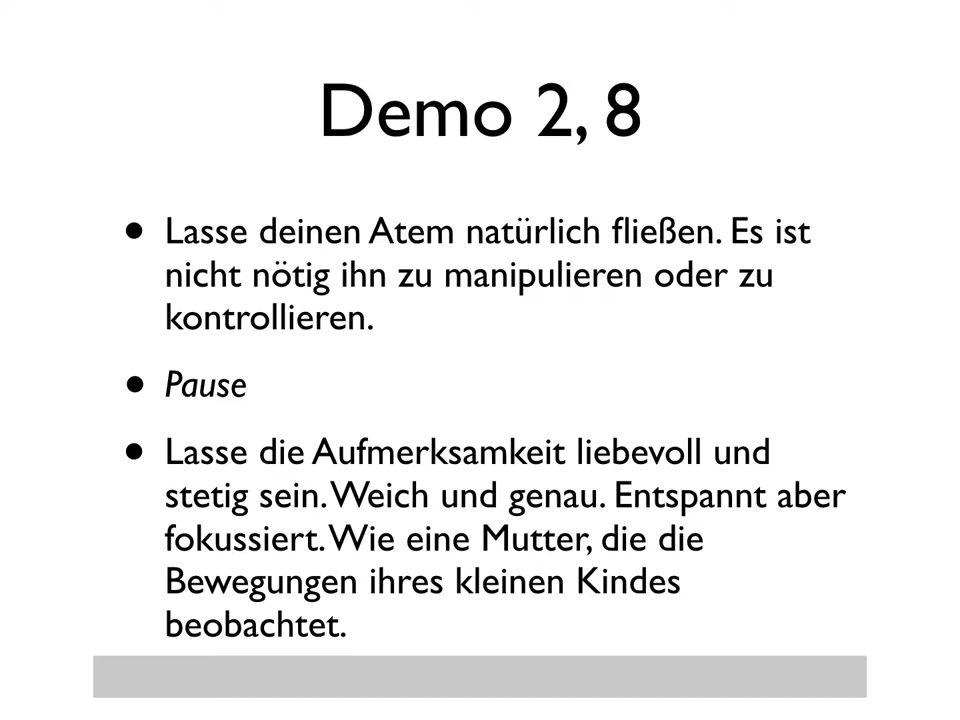 Demo 2, 8
• Lasse deinen Atem natürlich fließen. Es ist
nicht nötig ihn zu manipulieren oder zu
kontrollieren.
• Pause
• Lasse die Aufmerksamkeit liebevoll und
stetig sein. Weich und genau. Entspannt aber
fokussiert. Wie eine Mutter, die die
Bewegungen ihres kleinen Kindes
beobachtet.